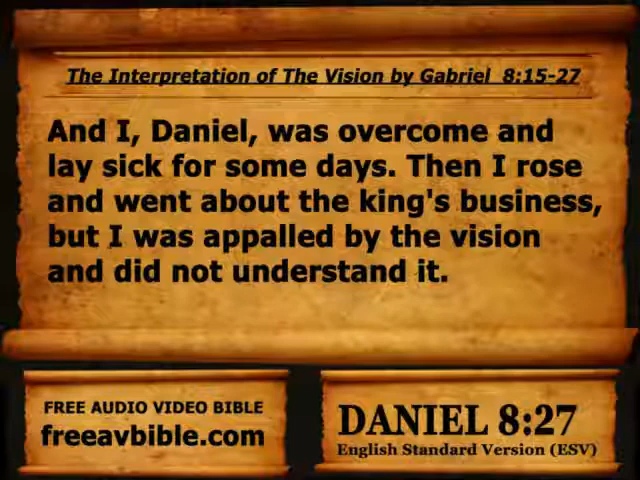 The Interpretation of The Vision by Gabriel 8:15-27
And I, Daniel, was overcome and
lay sick for some days. Then I rose
and went about the king's business,
but I was appalled by the vision
and did not understand it.
FREE AUDIO VIDEO BIBLE
freeavbible.com
DANIEL 8:27
English Standard Version (ESV)